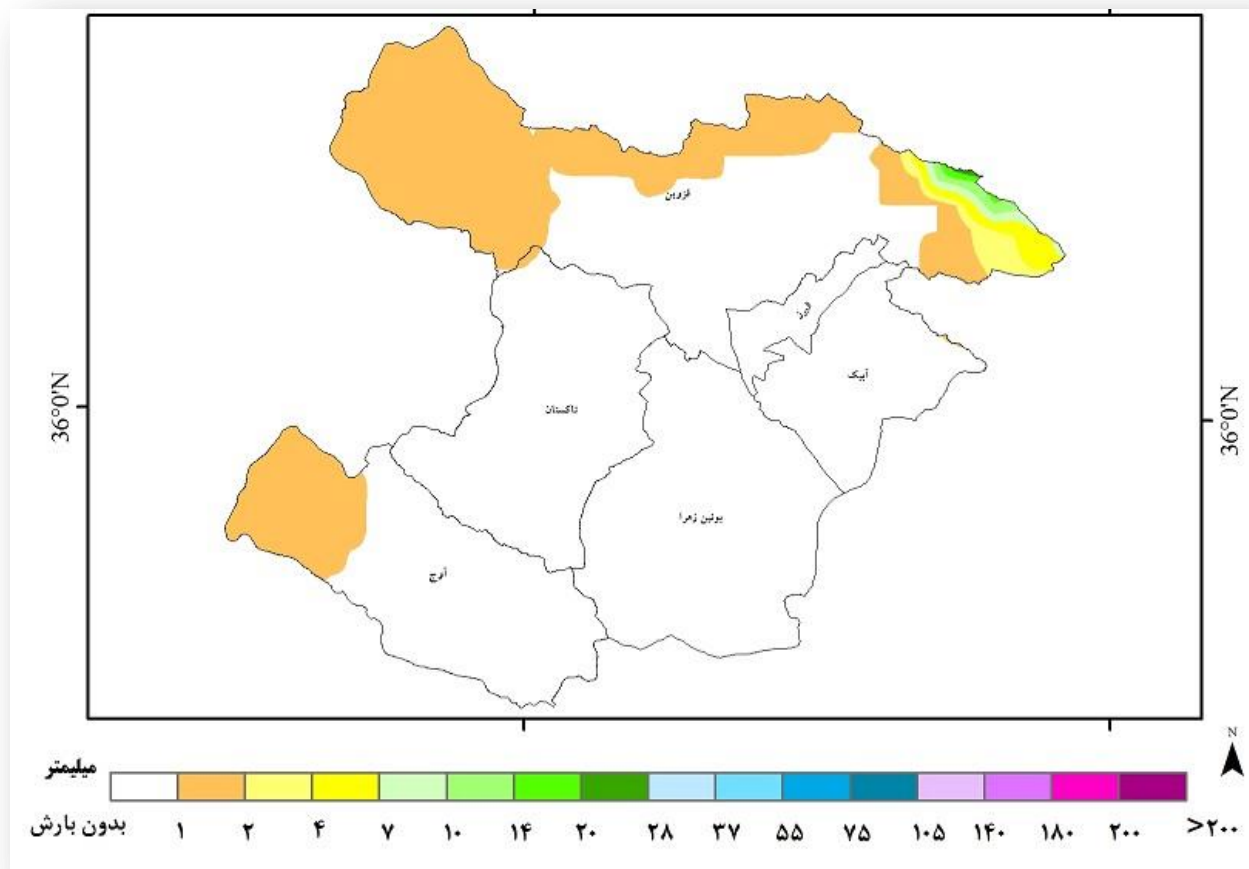 قزوین
البرز
36°0'N
آبیک
36°0'N
تاکستان
بوئین زهرا
آوج
N
میلیمتر
بدون بارش ۱ ۲ ۴ ۷ ۱۰ ۱۴ ۲۰ ۲۸ ۳۷ ۵۵ ۷۵ ۱۰۵ ۱۴۰ ۱۸۰ ۲۰۰ >۲۰۰